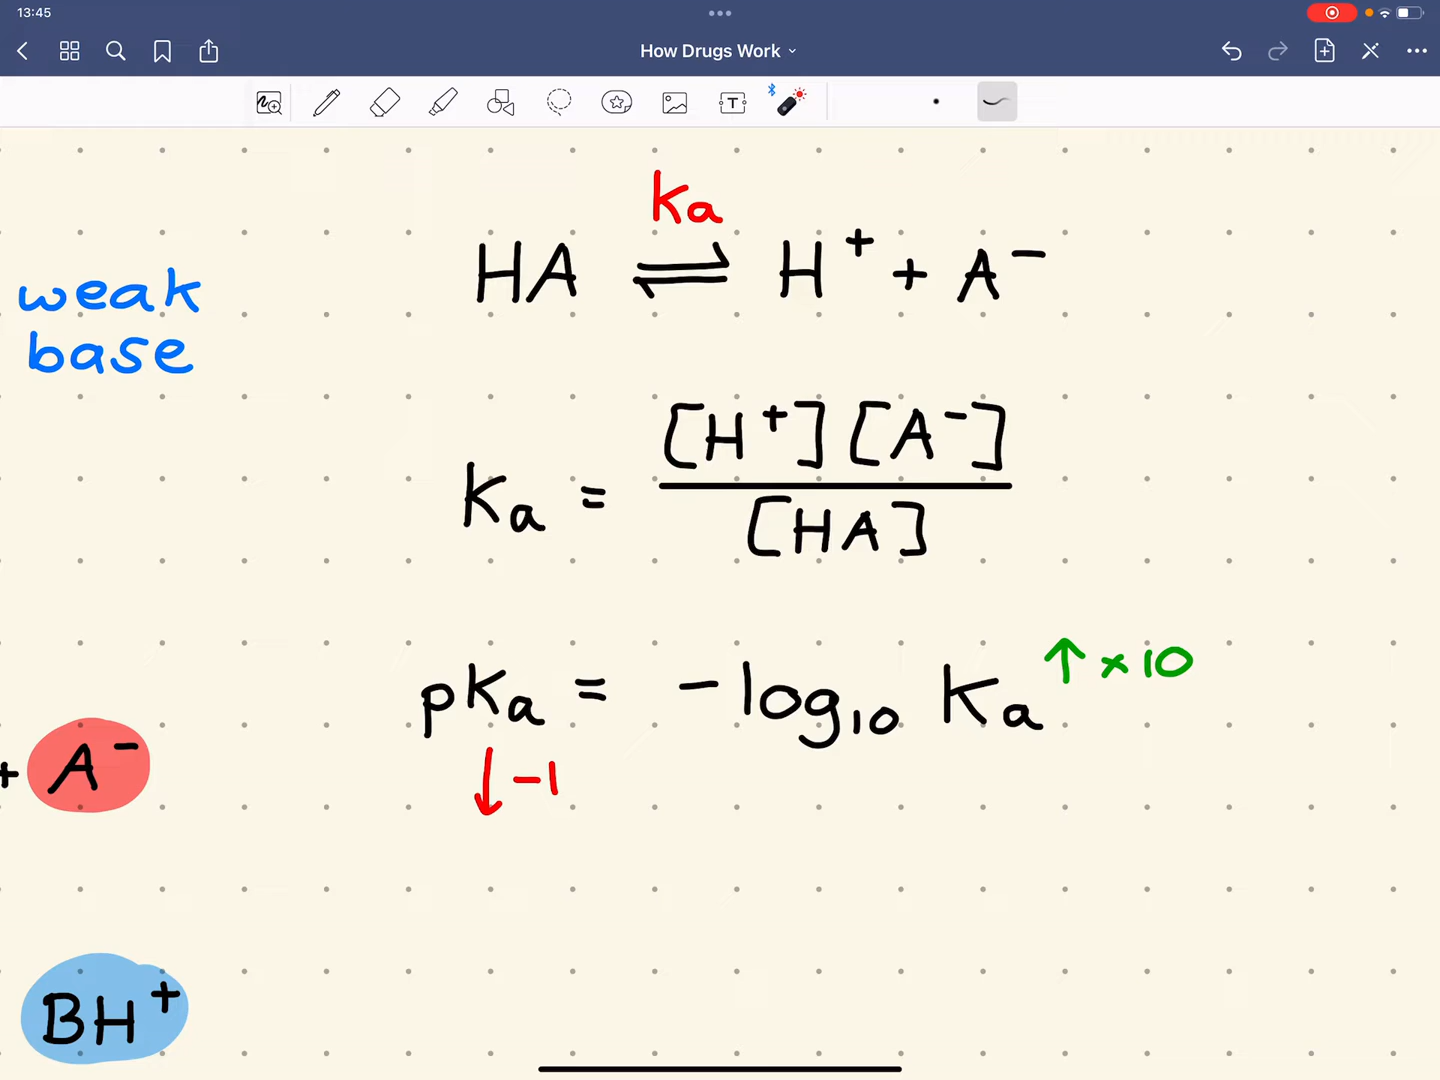 13:45
How Drugs Work
T
Ka
HA ⇌ H⁺ + A⁻
weak
base
Ka = [H⁺][A⁻] / [HA]
pKa = -log₁₀ Ka ↑ × 10
↓ -1
+ A⁻
BH⁺